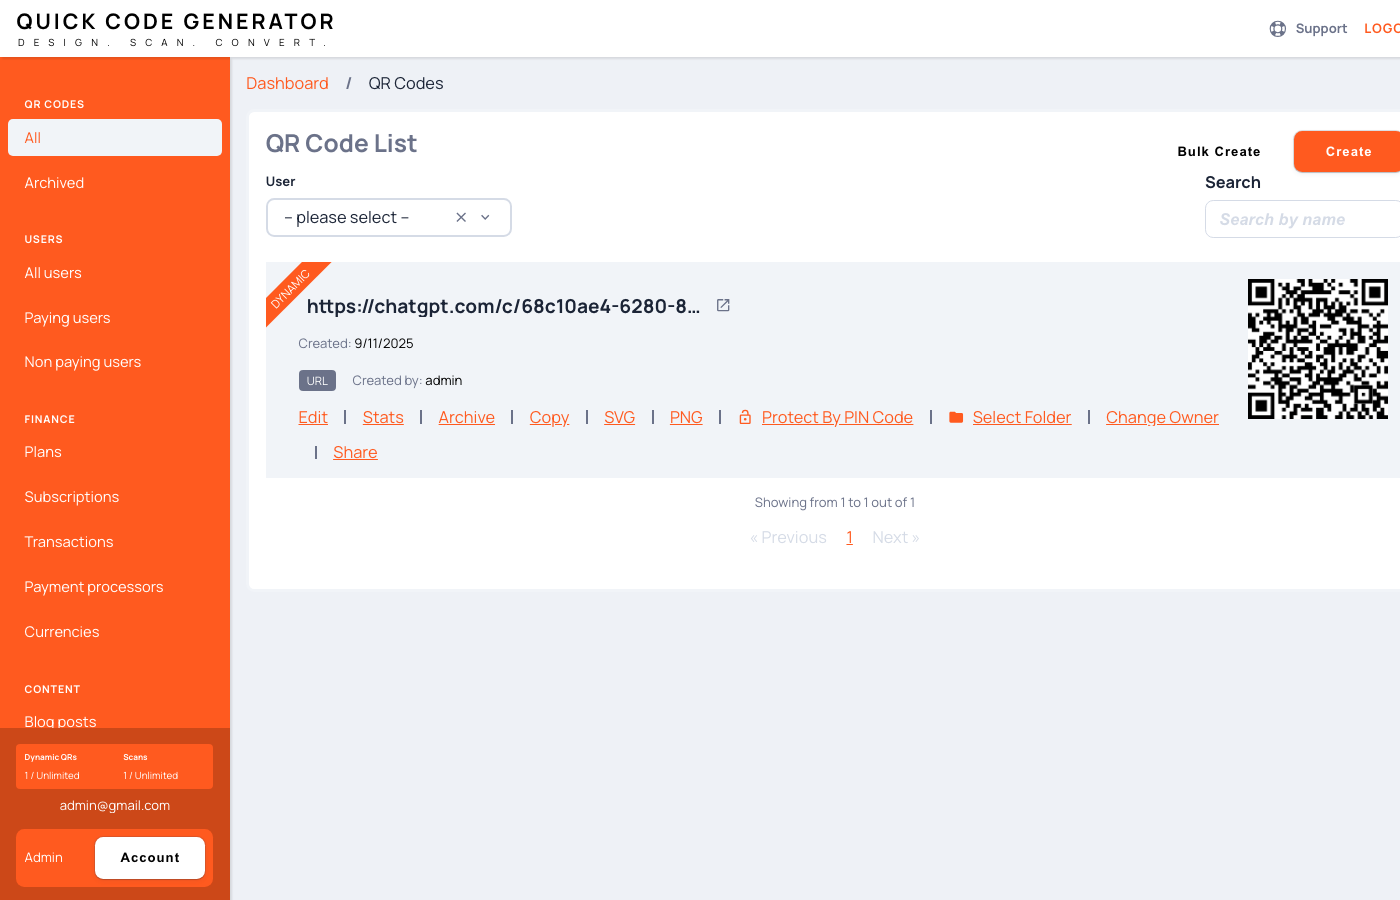 QUICK CODE GENERATOR
DESIGN. SCAN. CONVERT.
Support LOGO
Dashboard / QR Codes
QR CODES
All
Archived
USERS
All users
Paying users
Non paying users
FINANCE
Plans
Subscriptions
Transactions
Payment processors
Currencies
CONTENT
Blog posts
Dynamic QRs Scans
1 / Unlimited 1 / Unlimited
admin@gmail.com
Admin Account
QR Code List
Bulk Create Create
User
– please select –
Search
Search by name
DYNAMIC
https://chatgpt.com/c/68c10ae4-6280-8...
Created: 9/11/2025
URL Created by: admin
Edit | Stats | Archive | Copy | SVG | PNG | Protect By PIN Code | Select Folder | Change Owner
| Share
Showing from 1 to 1 out of 1
« Previous 1 Next »